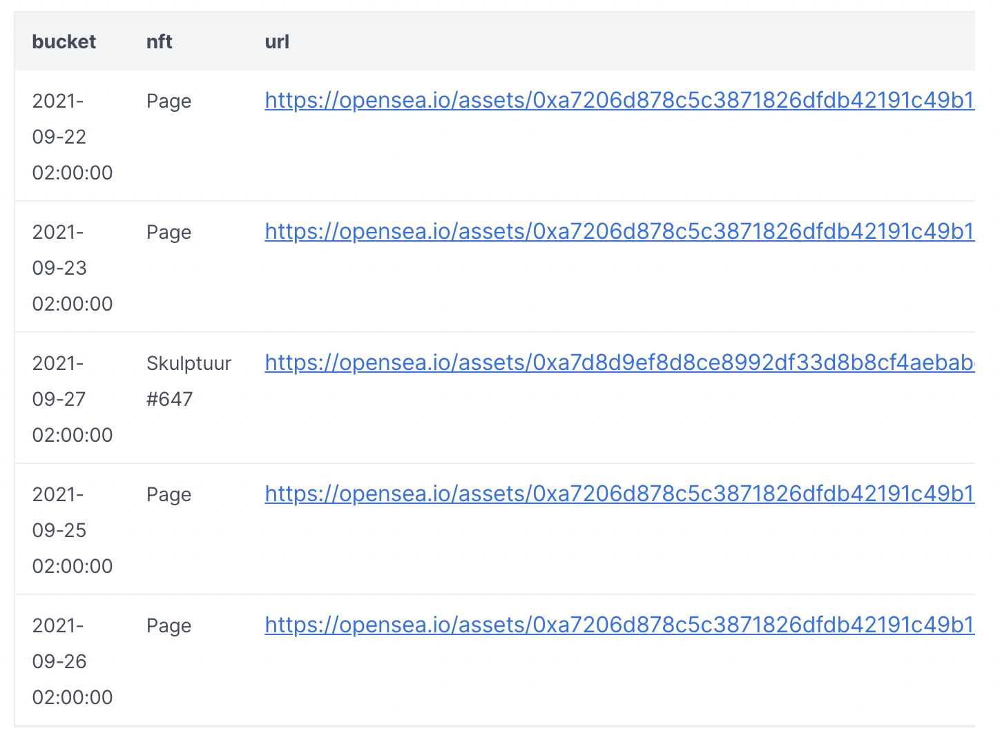 bucket nft url
2021- Page https://opensea.io/assets/0xa7206d878c5c3871826dfdb42191c49b1
09-22
02:00:00
2021- Page https://opensea.io/assets/0xa7206d878c5c3871826dfdb42191c49b1
09-23
02:00:00
2021- Skulptuur https://opensea.io/assets/0xa7d8d9ef8d8ce8992df33d8b8cf4aebab
09-27 #647
02:00:00
2021- Page https://opensea.io/assets/0xa7206d878c5c3871826dfdb42191c49b1
09-25
02:00:00
2021- Page https://opensea.io/assets/0xa7206d878c5c3871826dfdb42191c49b1
09-26
02:00:00